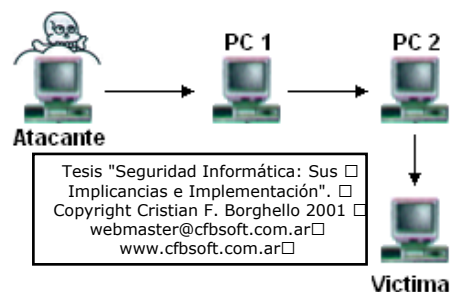 PC 1
PC 2
Atacante
Tesis "Seguridad Informática: Sus □
Implicancias e Implementación". □
Copyright Cristian F. Borghello 2001 □
webmaster@cfbsoft.com.ar□
www.cfbsoft.com.ar□
Victima